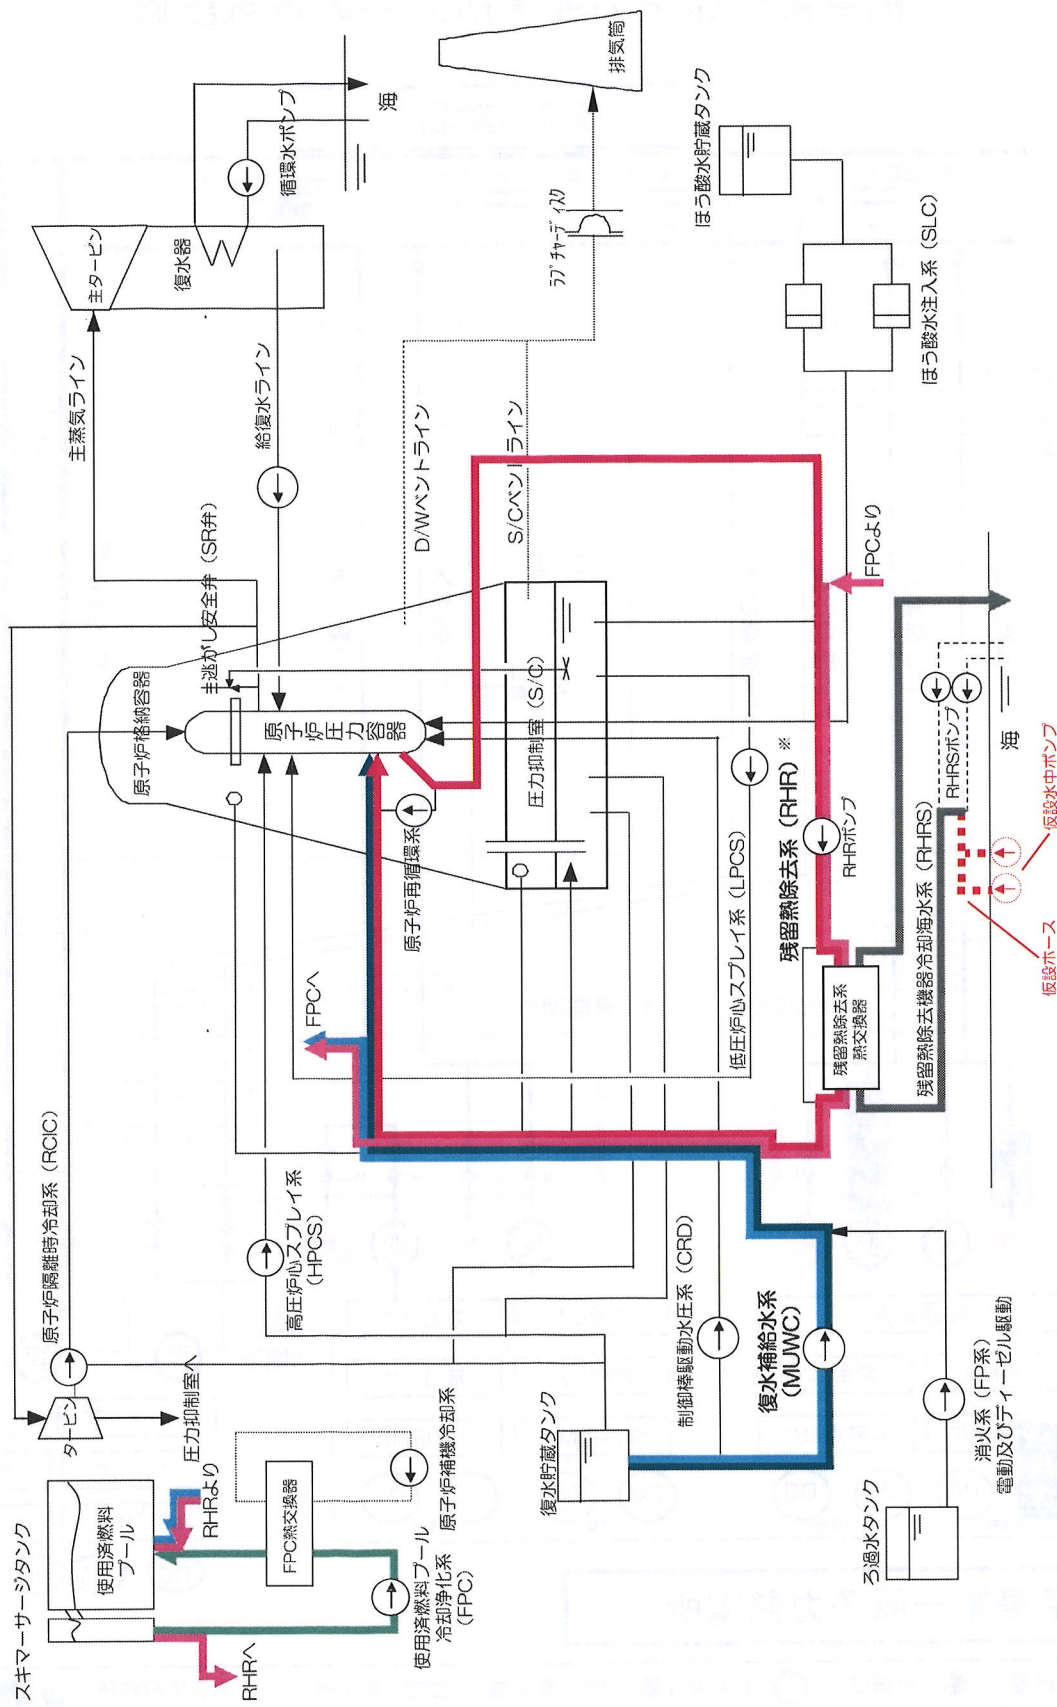 スキマーサージタンク
使用済燃料
プール
RHRへ
RHRより
FPC熱交換器
使用済燃料プール
冷却浄化系
(FPC)
原子炉補機冷却系
タービン
圧力抑制室へ
原子炉隔離時冷却系(RCIC)
高圧炉心スプレイ系
(HPCS)
復水貯蔵タンク
制御棒駆動水圧系(CRD)
復水補給水系
(MUWC)
ろ過水タンク
消火系(FP系)
電動及びディーゼル駆動
原子炉格納容器
原子炉圧力容器
逃がし安全弁(SR弁)
主蒸気ライン
給復水ライン
主タービン
復水器
循環水ポンプ
海
排気筒
ラプチャーディスク
D/Wベントライン
S/Cベントライン
FPCへ
原子炉再循環系
圧力抑制室(S/C)
低圧炉心スプレイ系(LPCS)
残留熱除去系(RHR)※
RHRポンプ
FPCより
残留熱除去系
熱交換器
残留熱除去機器冷却海水系(RHRS)
RHRSポンプ
海
仮設ホース
仮設水中ポンプ
ほう酸水貯蔵タンク
ほう酸水注入系(SLC)